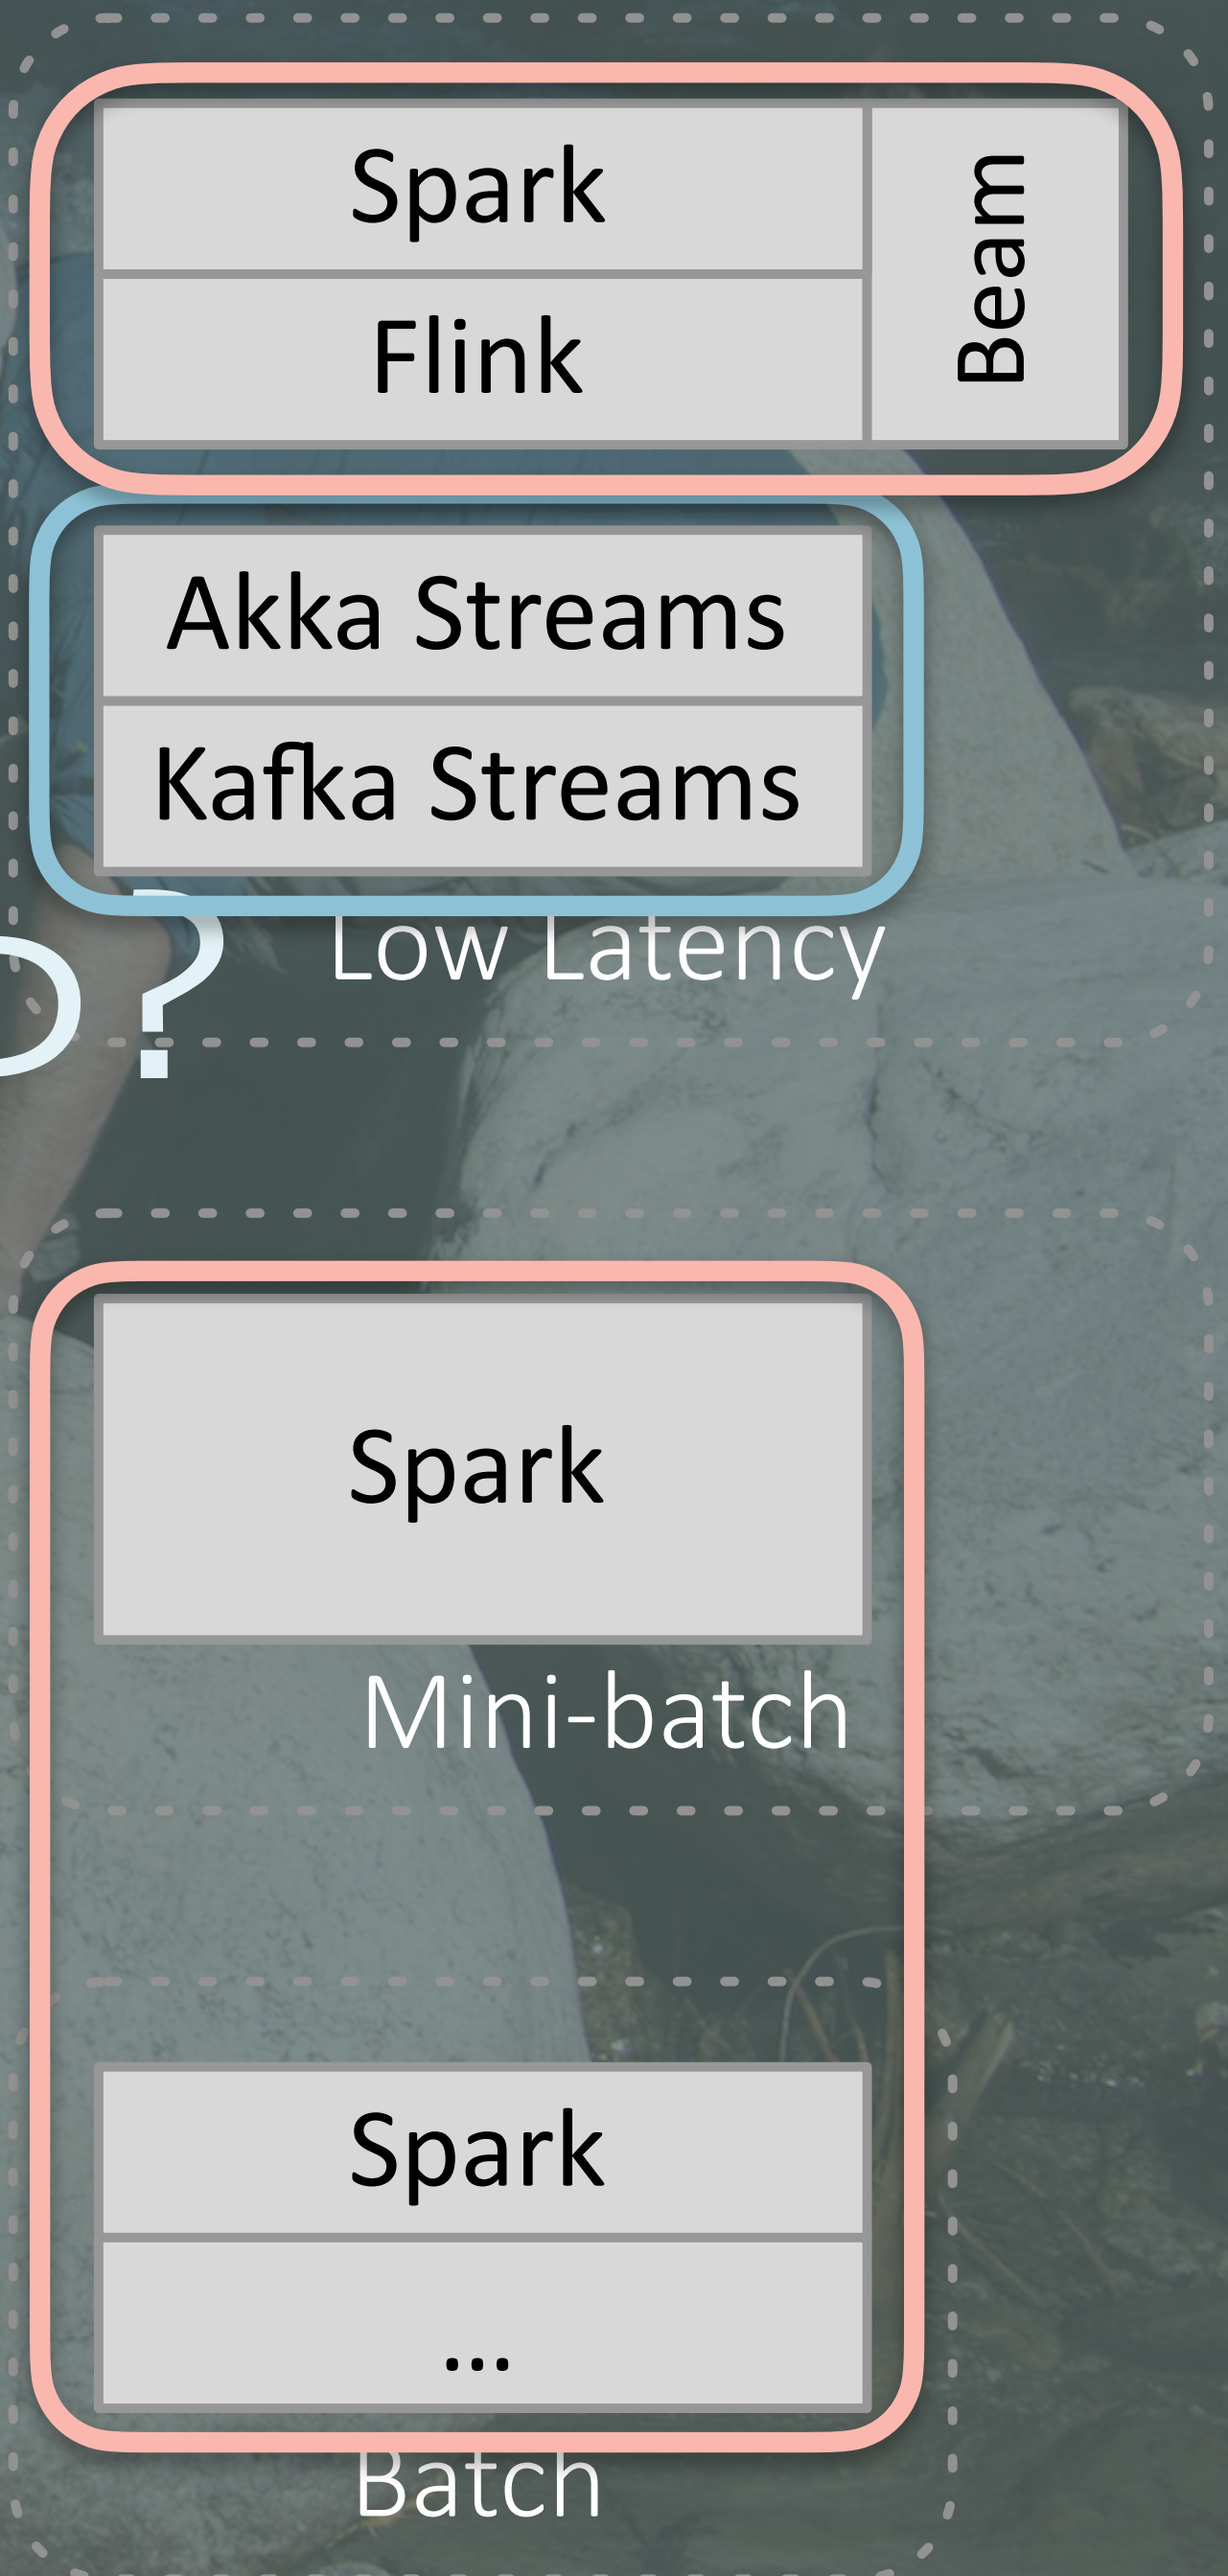 Spark
Flink
Beam
Akka Streams
Kafka Streams
?
Low Latency
Spark
Mini-batch
Spark
...
Batch